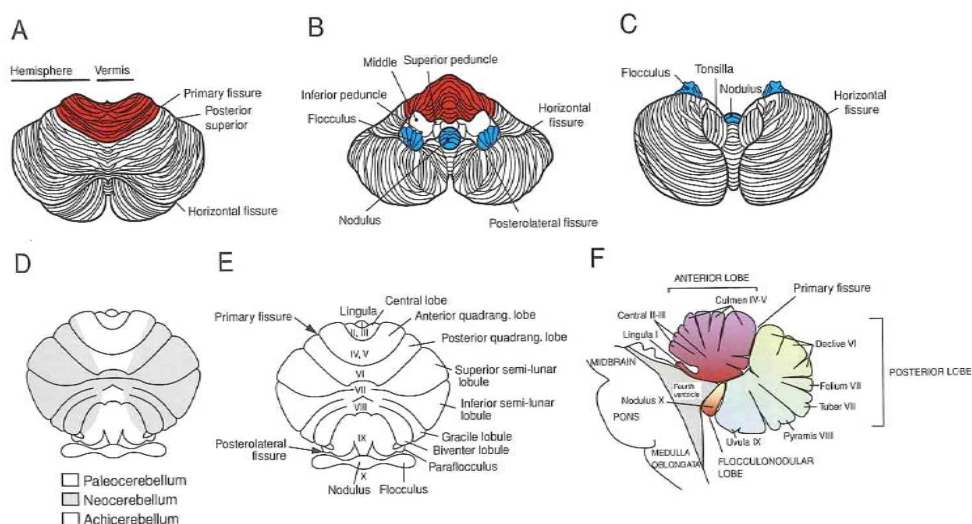 A
Hemisphere
Vermis
Primary fissure
Posterior
superior
Horizontal fissure
B
Middle
Superior peduncle
Inferior peduncle
Flocculus
Horizontal
fissure
Nodulus
Posterolateral fissure
C
Flocculus
Tonsilla
Nodulus
Horizontal
fissure
D
Paleocerebellum
Neocerebellum
Achicerebellum
E
Lingula
Central lobe
Primary fissure
Anterior quadrang. lobe
Posterior quadrang. lobe
Superior semi-lunar
lobule
Inferior semi-lunar
lobule
Gracile lobule
Biventer lobule
Paraflocculus
Posterolateral
fissure
Nodulus
Flocculus
I
II, III
IV, V
VI
VII
VIII
IX
X
F
ANTERIOR LOBE
Culmen IV-V
Primary fissure
Central II-III
Lingula I
MIDBRAIN
Declive VI
POSTERIOR LOBE
Fourth
ventricle
Folium VII
Nodulus X
PONS
Tuber VII
Uvula IX
Pyramis VIII
MEDULLA
OBLONGATA
FLOCCULONODULAR
LOBE